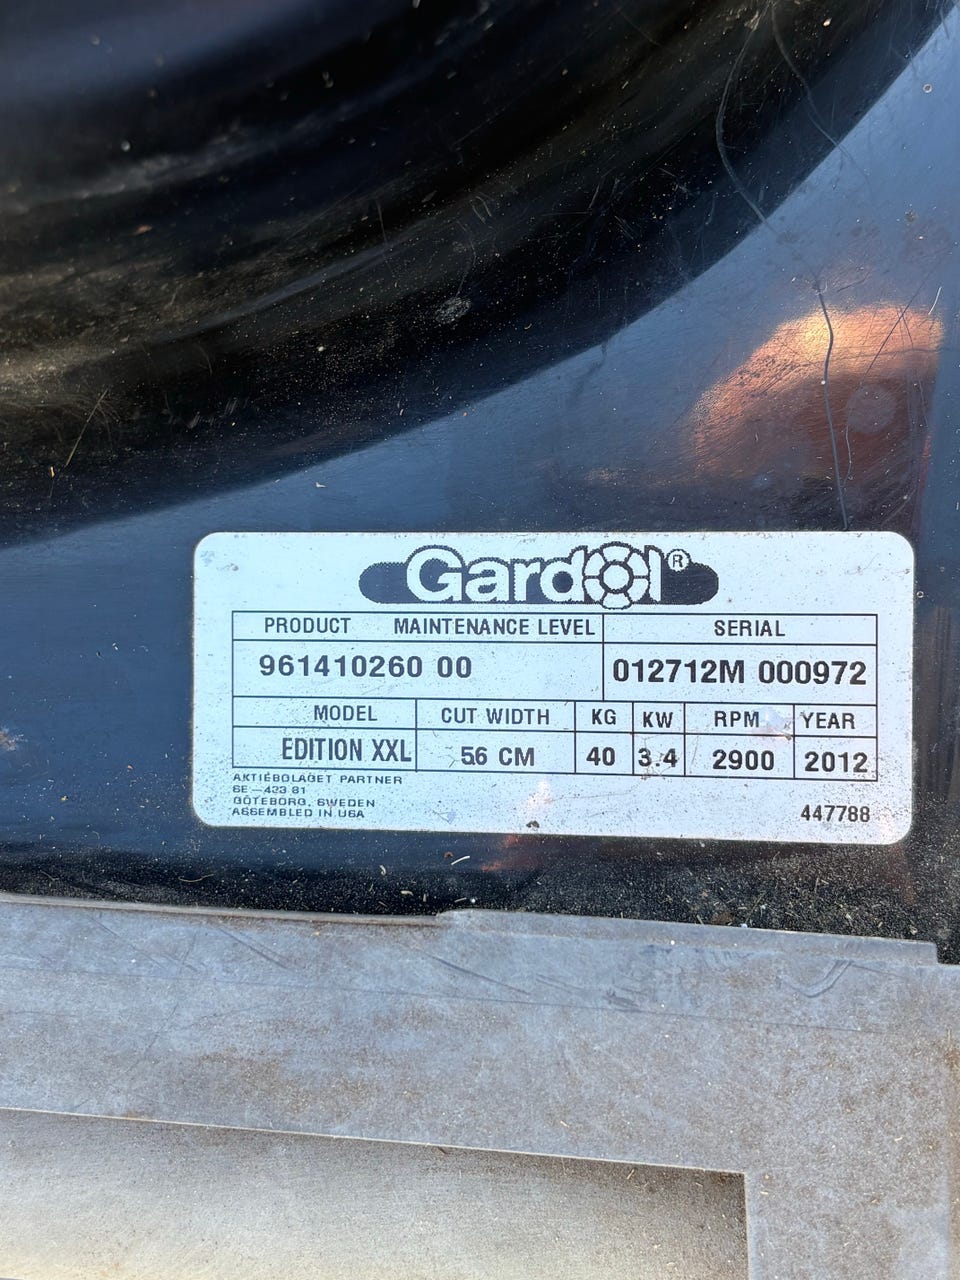 Gardol®
PRODUCT MAINTENANCE LEVEL SERIAL
961410260 00 012712M 000972
MODEL CUT WIDTH KG KW RPM YEAR
EDITION XXL 56 CM 40 3.4 2900 2012
AKTIEBOLAGET PARTNER
SE-433 81
GÖTEBORG, SWEDEN
ASSEMBLED IN USA
447788